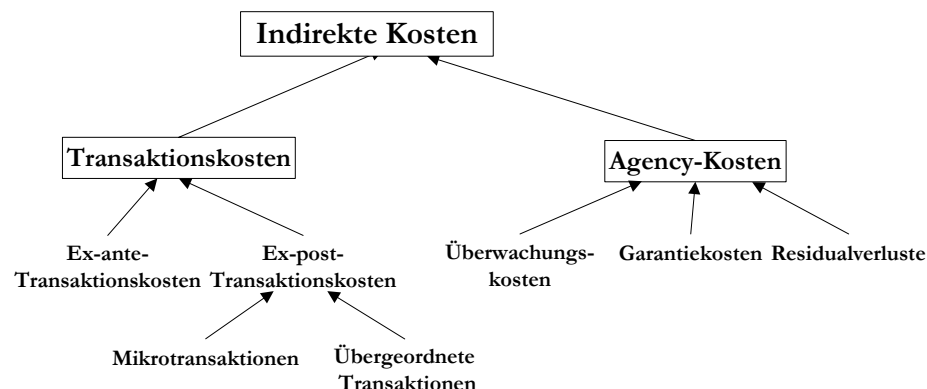 Indirekte Kosten
Transaktionskosten
Agency-Kosten
Ex-ante-
Transaktionskosten
Ex-post-
Transaktionskosten
Überwachungs-
kosten
Garantiekosten
Residualverluste
Mikrotransaktionen
Übergeordnete
Transaktionen